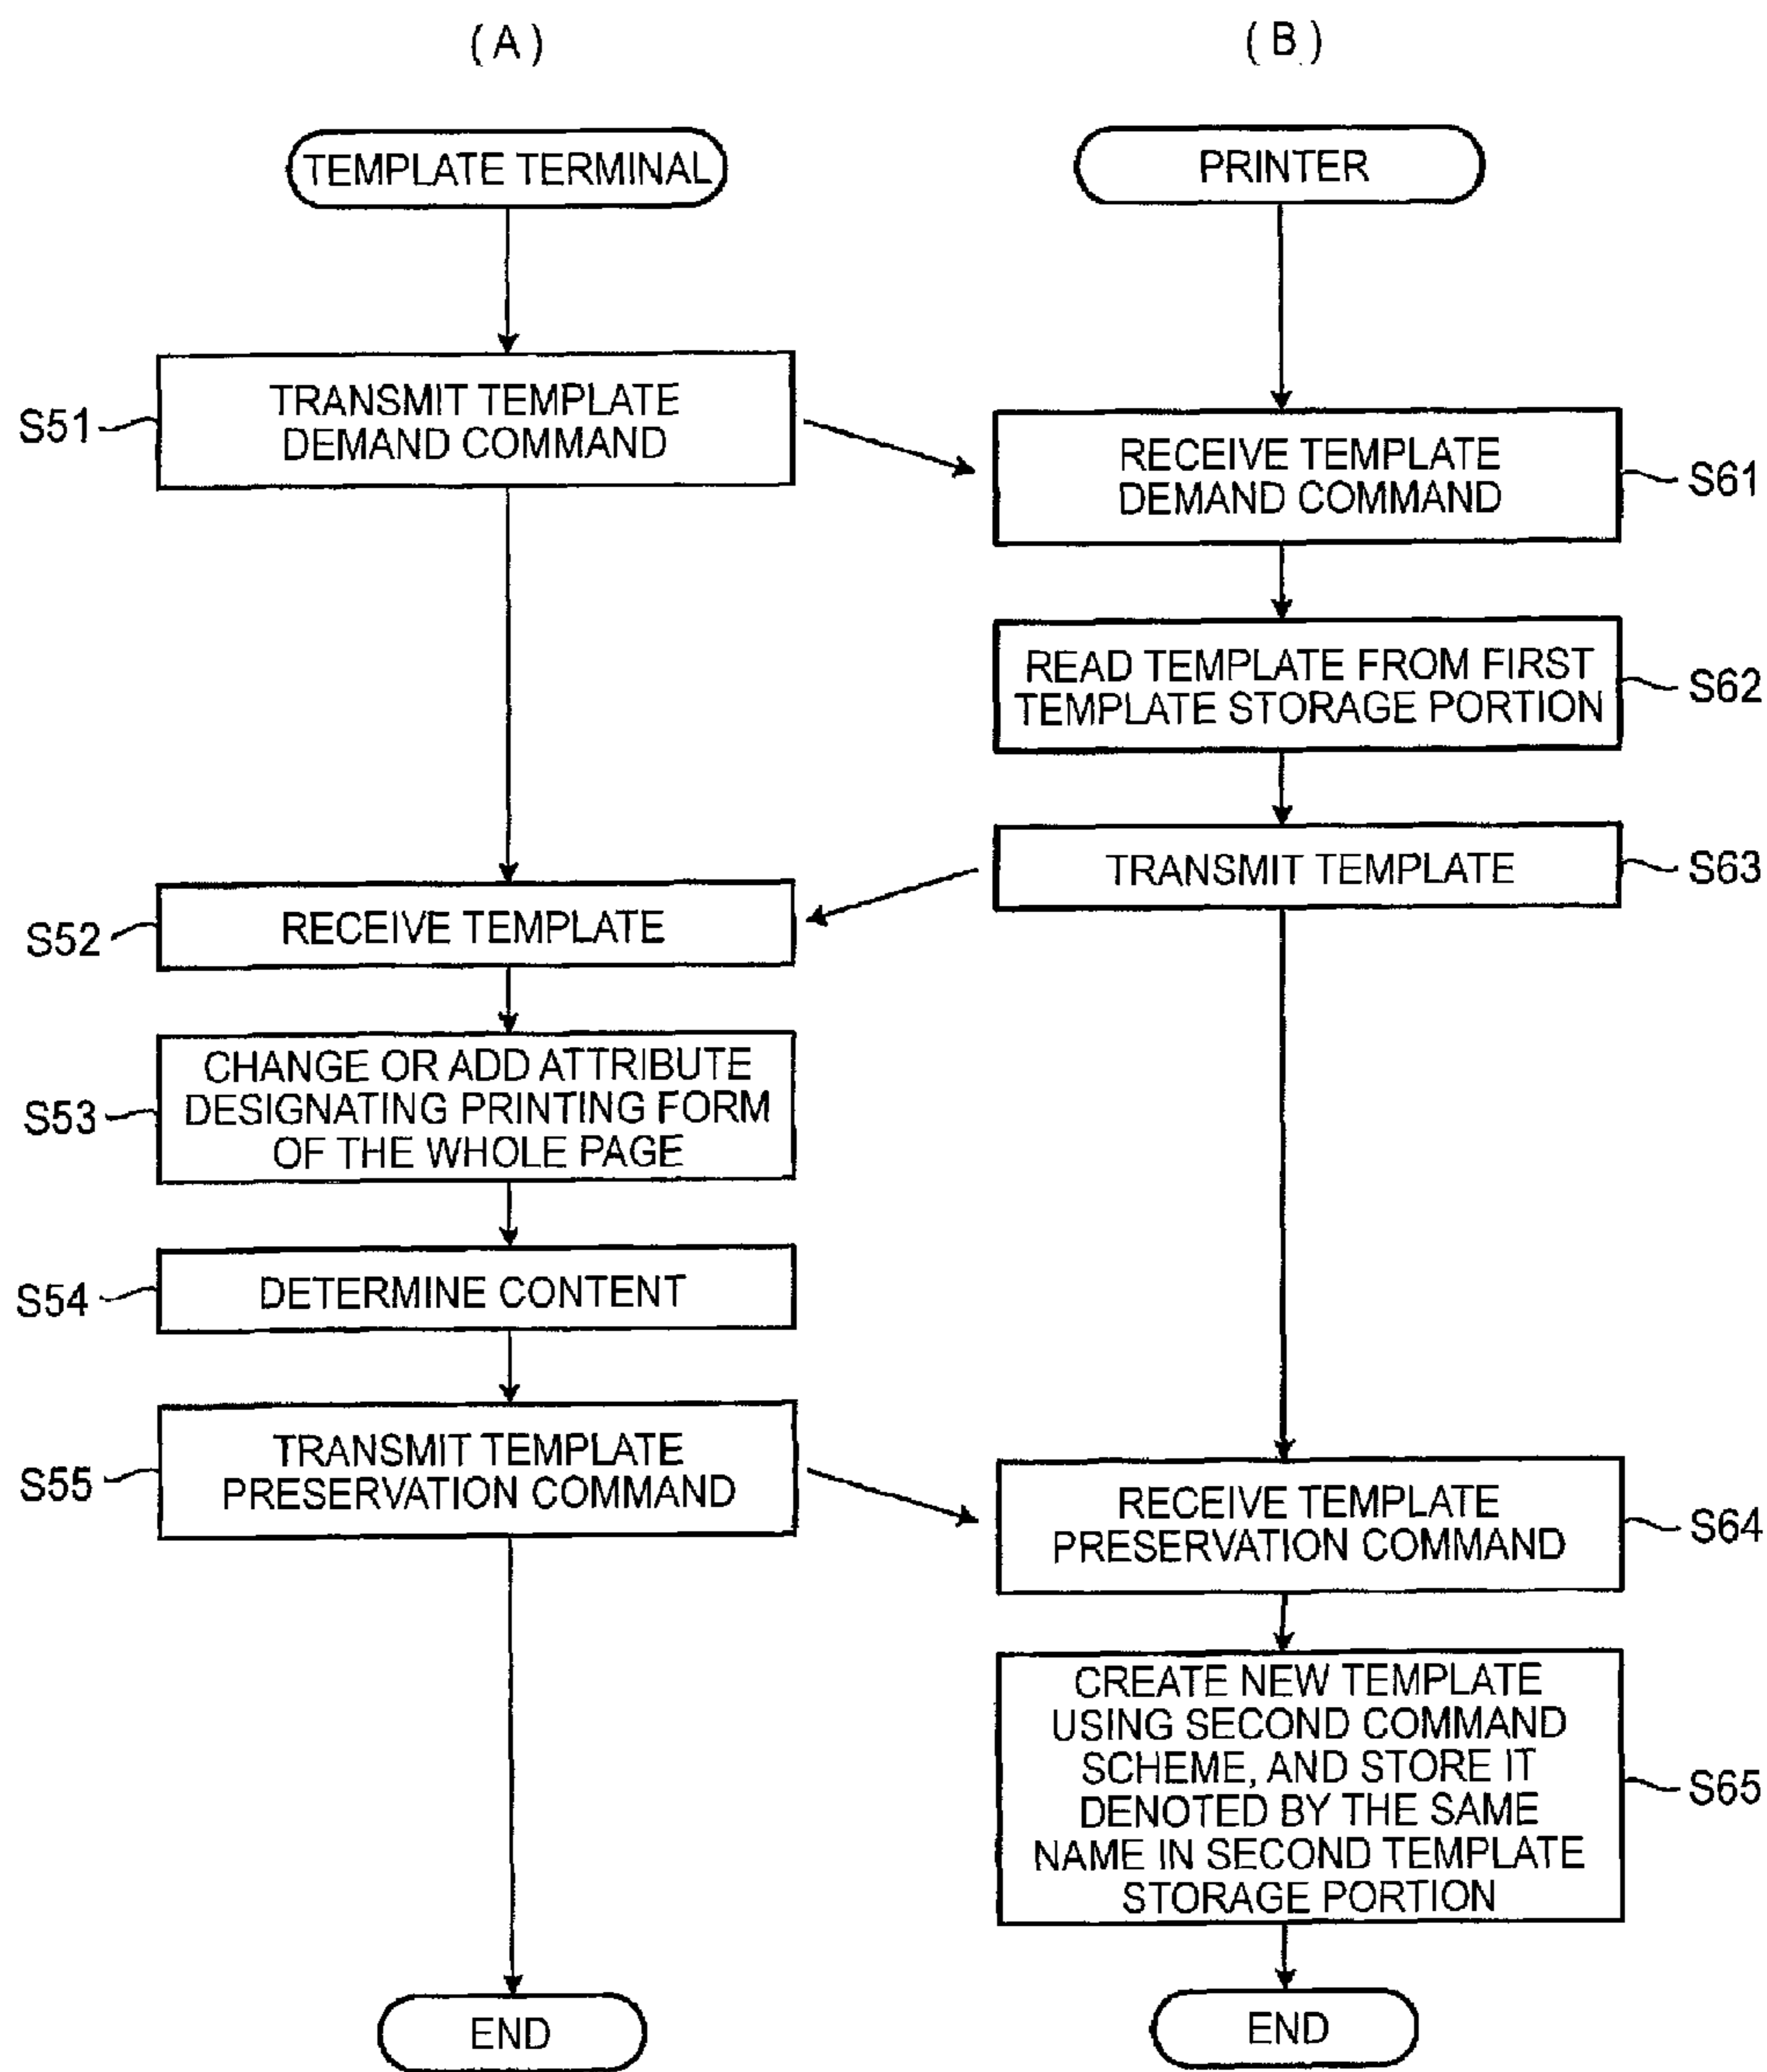 (A)
TEMPLATE TERMINAL
S51
TRANSMIT TEMPLATE
DEMAND COMMAND
S52
RECEIVE TEMPLATE
S53
CHANGE OR ADD ATTRIBUTE
DESIGNATING PRINTING FORM
OF THE WHOLE PAGE
S54
DETERMINE CONTENT
S55
TRANSMIT TEMPLATE
PRESERVATION COMMAND
END
(B)
PRINTER
RECEIVE TEMPLATE
DEMAND COMMAND
S61
READ TEMPLATE FROM FIRST
TEMPLATE STORAGE PORTION
S62
TRANSMIT TEMPLATE
S63
RECEIVE TEMPLATE
PRESERVATION COMMAND
S64
CREATE NEW TEMPLATE
USING SECOND COMMAND
SCHEME, AND STORE IT
DENOTED BY THE SAME
NAME IN SECOND TEMPLATE
STORAGE PORTION
S65
END